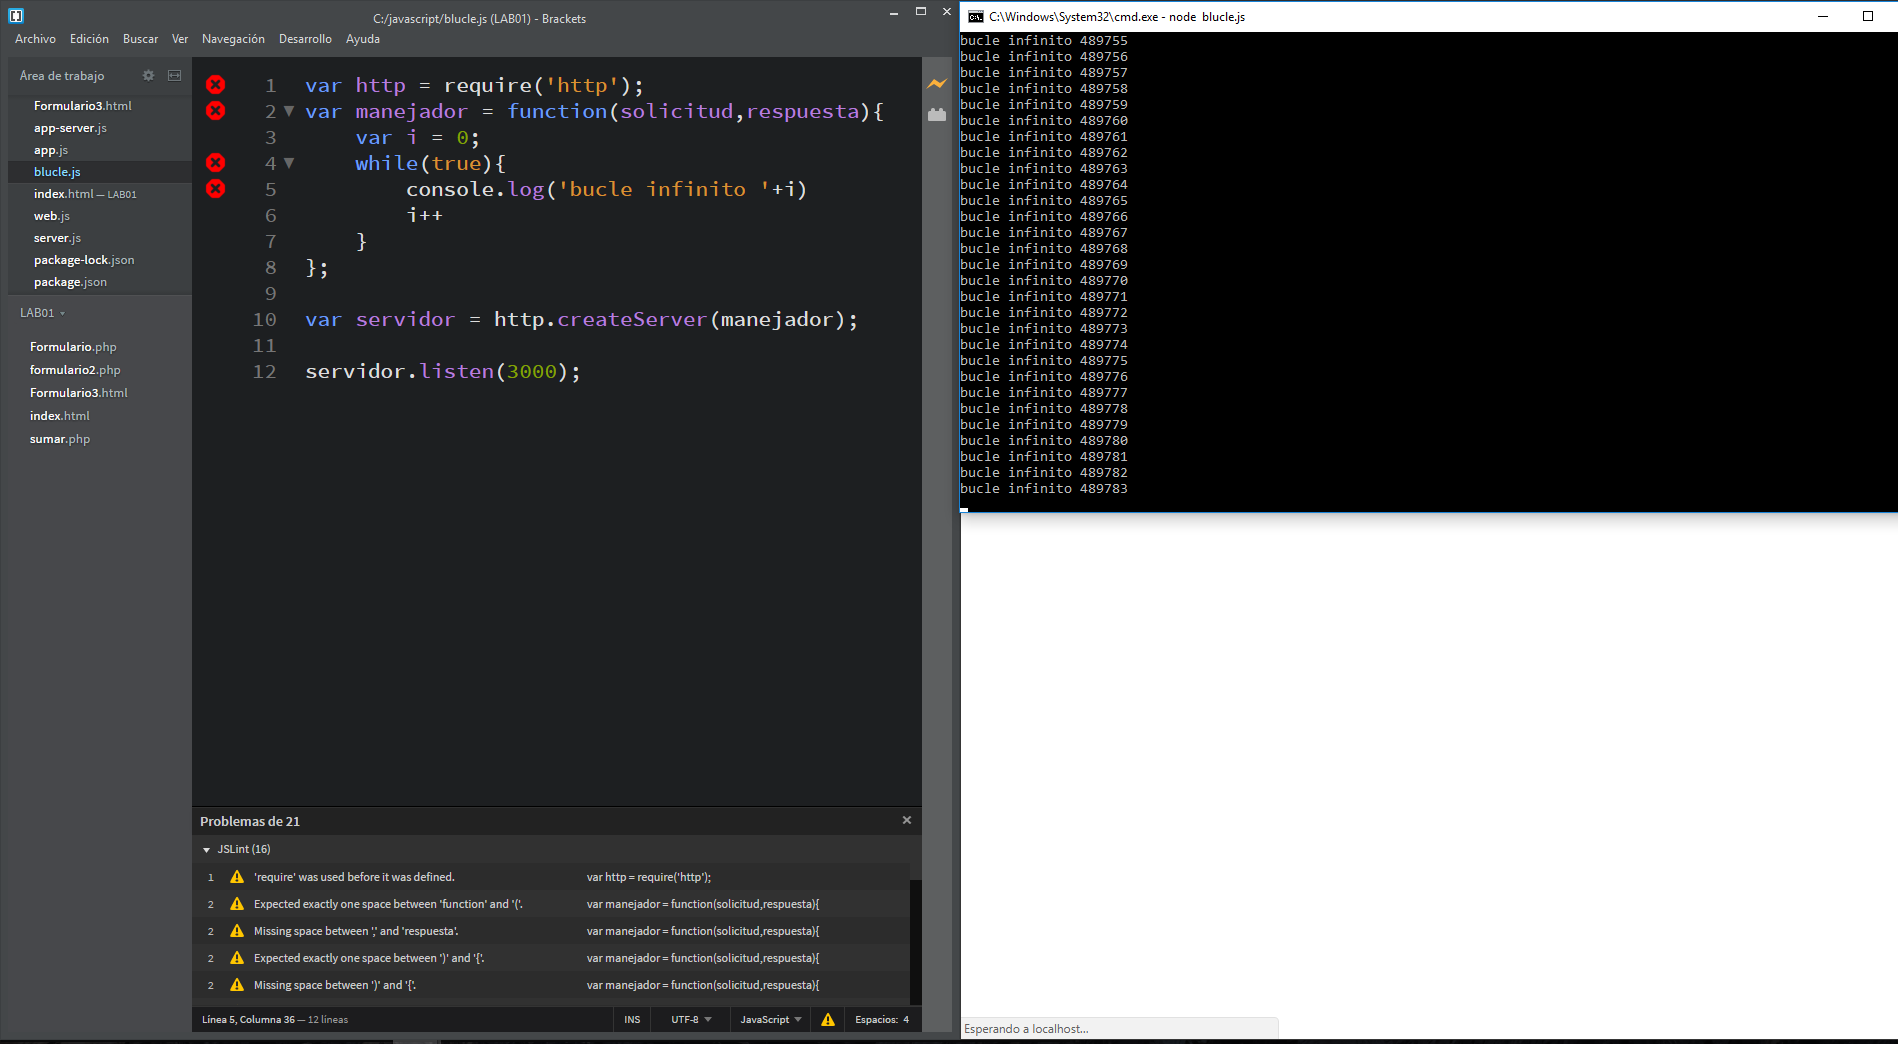 C:/javascript/blucle.js (LAB01) - Brackets
Archivo Edición Buscar Ver Navegación Desarrollo Ayuda
Área de trabajo
Formulario3.html
app-server.js
app.js
blucle.js
index.html — LAB01
web.js
server.js
package-lock.json
package.json
LAB01
Formulario.php
formulario2.php
Formulario3.html
index.html
sumar.php
1 var http = require('http');
2 var manejador = function(solicitud,respuesta){
3 var i = 0;
4 while(true){
5 console.log('bucle infinito '+i)
6 i++
7 }
8 };
9
10 var servidor = http.createServer(manejador);
11
12 servidor.listen(3000);
Problemas de 21
JSLint (16)
1 'require' was used before it was defined. var http = require('http');
2 Expected exactly one space between 'function' and '('. var manejador = function(solicitud,respuesta){
2 Missing space between ',' and 'respuesta'. var manejador = function(solicitud,respuesta){
2 Expected exactly one space between ')' and '{'. var manejador = function(solicitud,respuesta){
2 Missing space between ')' and '{'. var manejador = function(solicitud,respuesta){
Línea 5, Columna 36 — 12 líneas INS UTF-8 JavaScript Espacios: 4
C:\Windows\System32\cmd.exe - node blucle.js
bucle infinito 489755
bucle infinito 489756
bucle infinito 489757
bucle infinito 489758
bucle infinito 489759
bucle infinito 489760
bucle infinito 489761
bucle infinito 489762
bucle infinito 489763
bucle infinito 489764
bucle infinito 489765
bucle infinito 489766
bucle infinito 489767
bucle infinito 489768
bucle infinito 489769
bucle infinito 489770
bucle infinito 489771
bucle infinito 489772
bucle infinito 489773
bucle infinito 489774
bucle infinito 489775
bucle infinito 489776
bucle infinito 489777
bucle infinito 489778
bucle infinito 489779
bucle infinito 489780
bucle infinito 489781
bucle infinito 489782
bucle infinito 489783
Esperando a localhost...